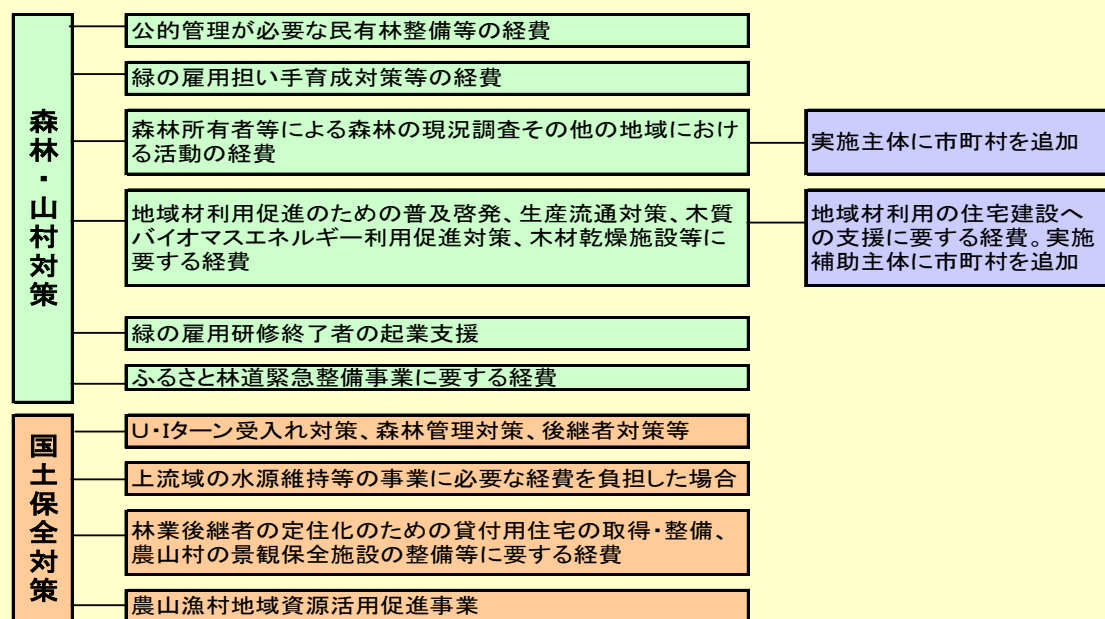 森林・山村対策
公的管理が必要な民有林整備等の経費
緑の雇用担い手育成対策等の経費
森林所有者等による森林の現況調査その他の地域におけ
る活動の経費
実施主体に市町村を追加
地域材利用促進のための普及啓発、生産流通対策、木質
バイオマスエネルギー利用促進対策、木材乾燥施設等に
要する経費
地域材利用の住宅建設へ
の支援に要する経費。実施
補助主体に市町村を追加
緑の雇用研修終了者の起業支援
ふるさと林道緊急整備事業に要する経費
国土保全対策
U・Iターン受入れ対策、森林管理対策、後継者対策等
上流域の水源維持等の事業に必要な経費を負担した場合
林業後継者の定住化のための貸付用住宅の取得・整備、
農山村の景観保全施設の整備等に要する経費
農山漁村地域資源活用促進事業